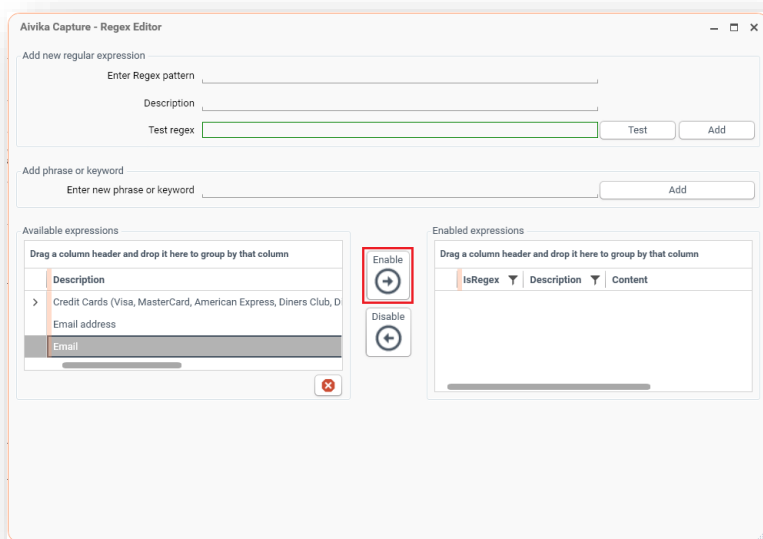 Aivika Capture - Regex Editor
Add new regular expression
Enter Regex pattern
Description
Test regex
Test
Add
Add phrase or keyword
Enter new phrase or keyword
Add
Available expressions
Drag a column header and drop it here to group by that column
Description
Credit Cards (Visa, MasterCard, American Express, Diners Club, D
Email address
Email
Enable
Disable
Enabled expressions
Drag a column header and drop it here to group by that column
IsRegex
Description
Content